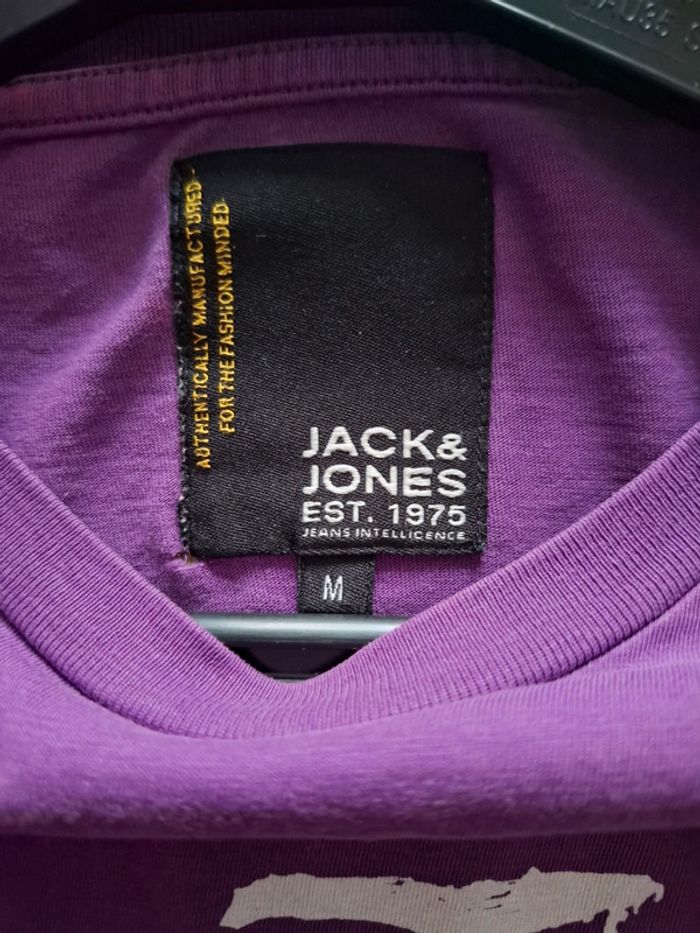 AUTHENTICALLY MANUFACTURED
FOR THE FASHION MINDED
JACK&
JONES
EST. 1975
JEANS INTELLIGENCE
M